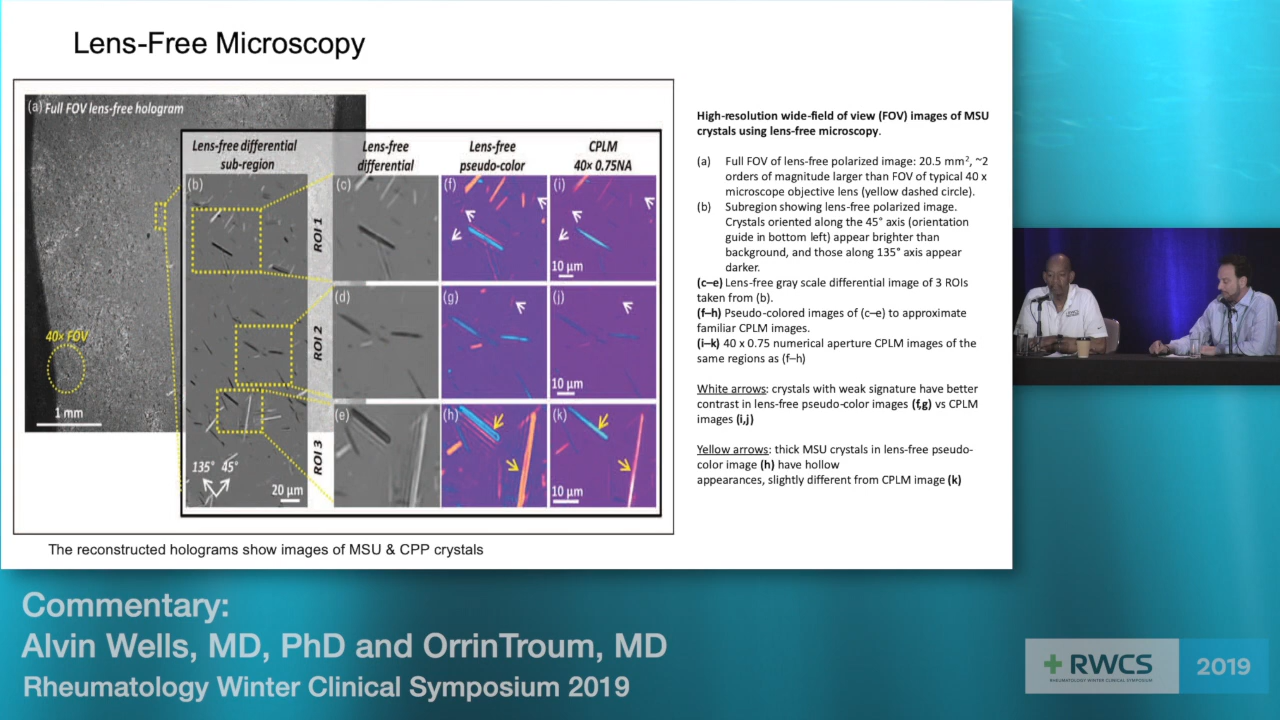 Lens-Free Microscopy
(a) Full FOV lens-free hologram
Lens-free differential
sub-region
Lens-free
differential
Lens-free
pseudo-color
CPLM
40× 0.75NA
(b)
(c)
(f)
(i)
ROI 1
10 μm
(d)
(g)
(j)
ROI 2
10 μm
(e)
(h)
(k)
ROI 3
10 μm
40× FOV
1 mm
135° 45°
20 μm
High-resolution wide-field of view (FOV) images of MSU
crystals using lens-free microscopy.
(a) Full FOV of lens-free polarized image: 20.5 mm², ~2
orders of magnitude larger than FOV of typical 40 x
microscope objective lens (yellow dashed circle).
(b) Subregion showing lens-free polarized image.
Crystals oriented along the 45° axis (orientation
guide in bottom left) appear brighter than
background, and those along 135° axis appear
darker.
(c–e) Lens-free gray scale differential image of 3 ROIs
taken from (b).
(f–h) Pseudo-colored images of (c–e) to approximate
familiar CPLM images.
(i–k) 40 x 0.75 numerical aperture CPLM images of the
same regions as (f–h)
White arrows: crystals with weak signature have better
contrast in lens-free pseudo-color images (f,g) vs CPLM
images (i,j)
Yellow arrows: thick MSU crystals in lens-free pseudo-
color image (h) have hollow
appearances, slightly different from CPLM image (k)
The reconstructed holograms show images of MSU & CPP crystals
Commentary:
Alvin Wells, MD, PhD and OrrinTroum, MD
Rheumatology Winter Clinical Symposium 2019
+RWCS
RHEUMATOLOGY WINTER CLINICAL SYMPOSIUM
2019